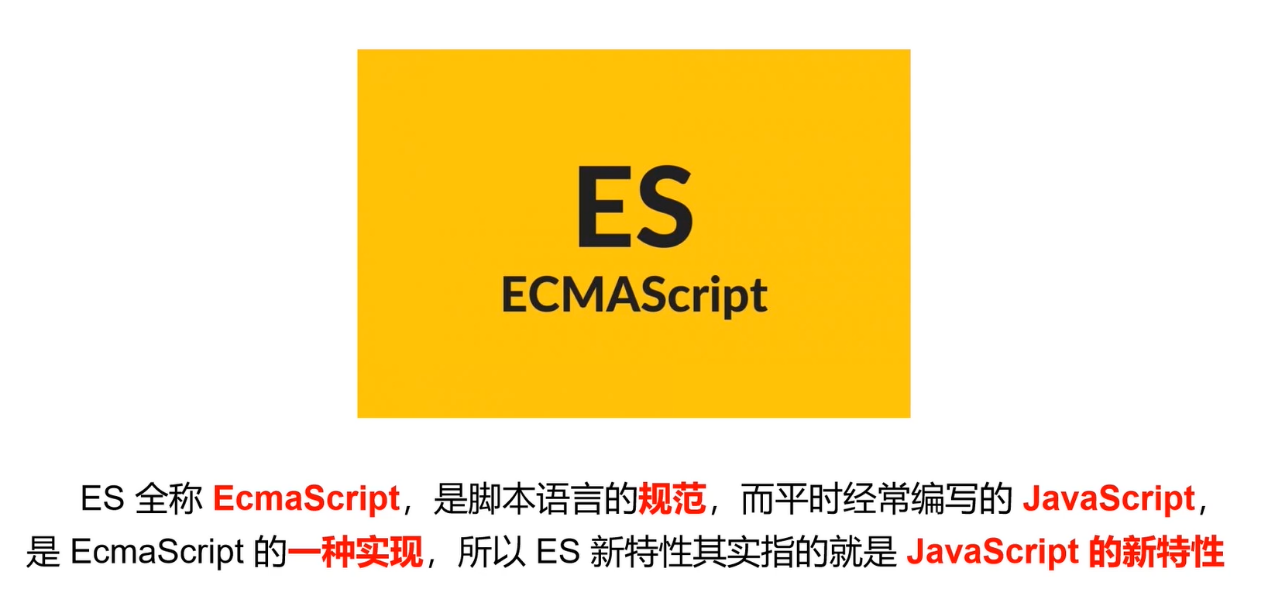 ES
ECMAScript
ES 全称 EcmaScript，是脚本语言的规范，而平时经常编写的 JavaScript，
是 EcmaScript 的一种实现，所以 ES 新特性其实指的就是 JavaScript 的新特性